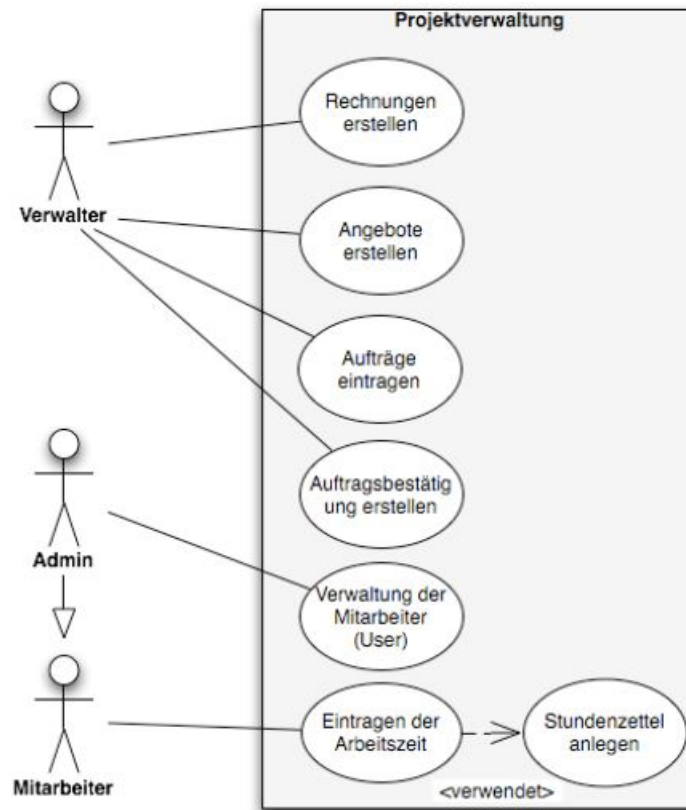 Projektverwaltung
Rechnungen
erstellen
Verwalter
Angebote
erstellen
Aufträge
eintragen
Auftragsbestätig
ung erstellen
Admin
Verwaltung der
Mitarbeiter
(User)
Mitarbeiter
Eintragen der
Arbeitszeit
Stundenzettel
anlegen
<verwendet>